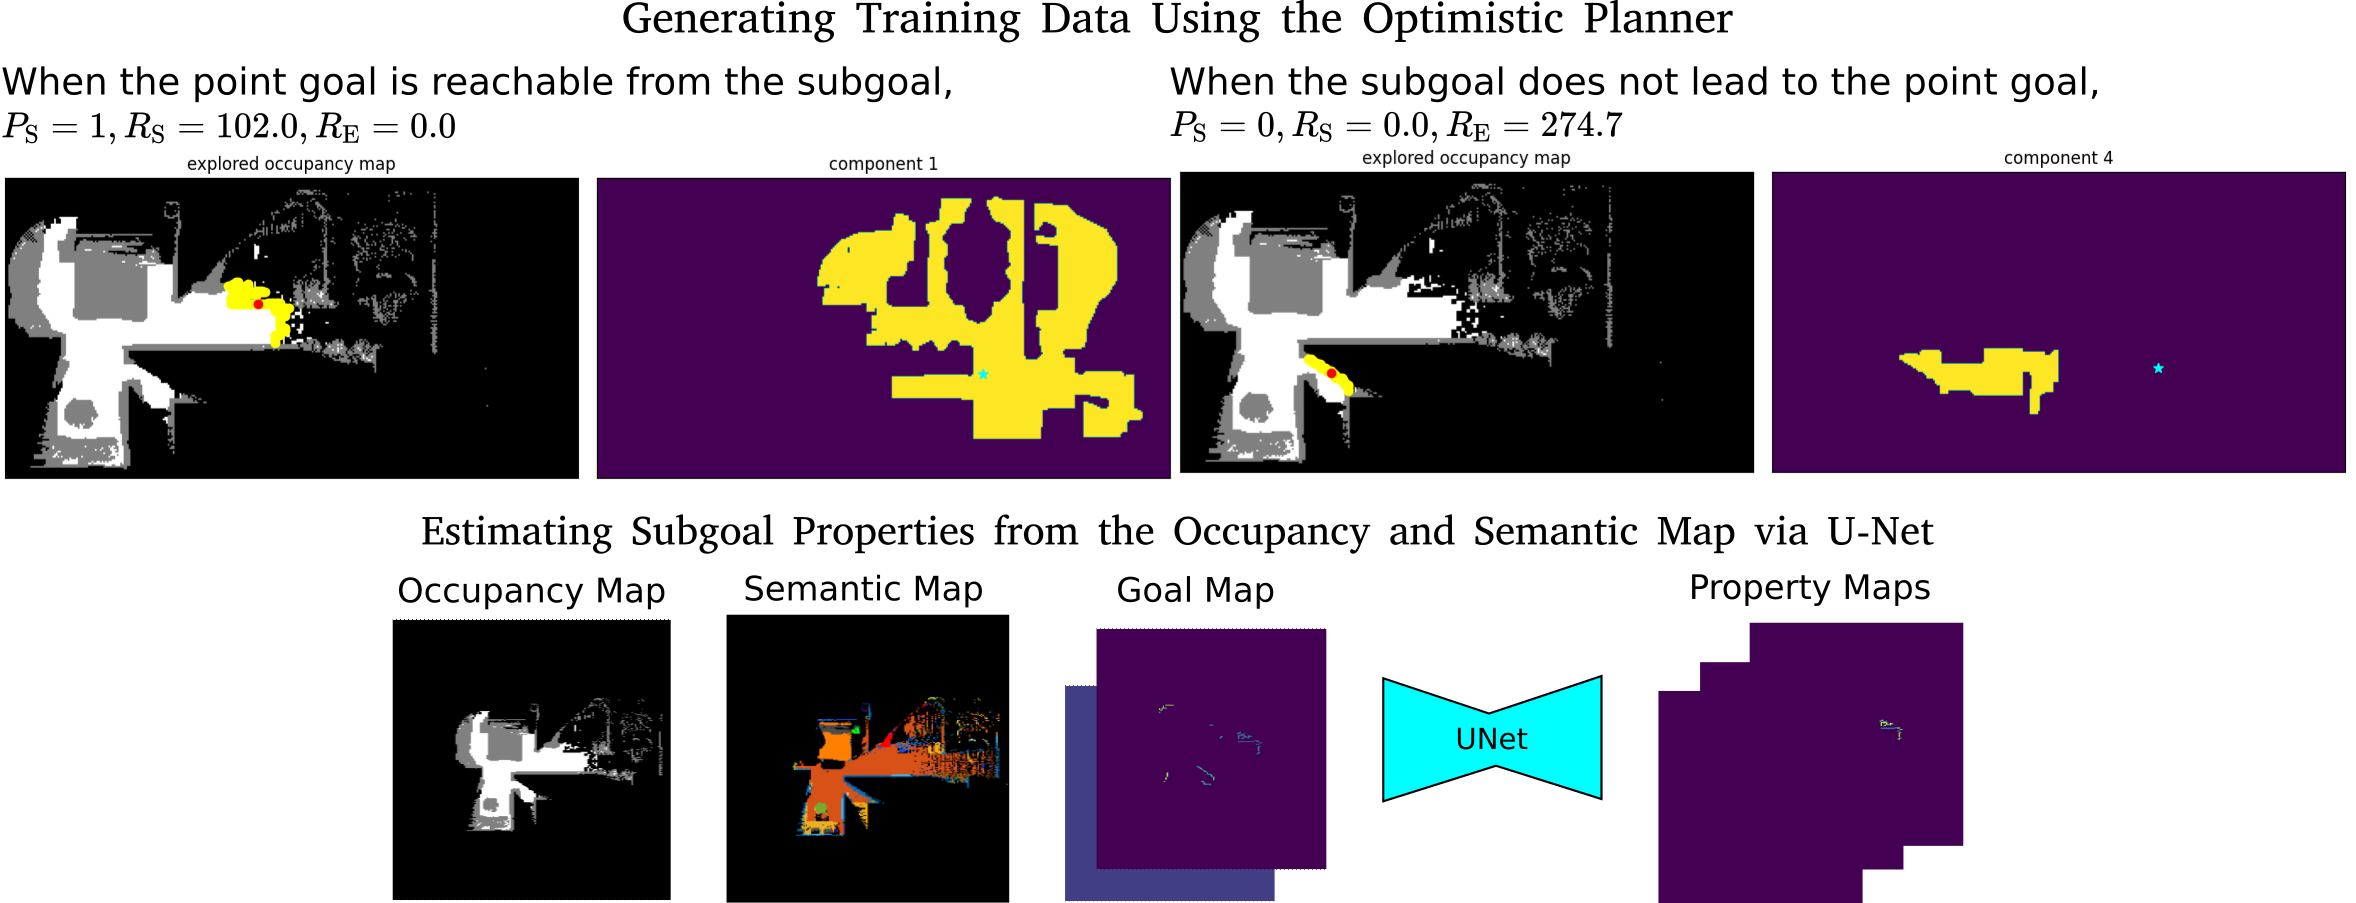 Generating Training Data Using the Optimistic Planner
When the point goal is reachable from the subgoal,
P_S = 1, R_S = 102.0, R_E = 0.0
explored occupancy map
component 1
When the subgoal does not lead to the point goal,
P_S = 0, R_S = 0.0, R_E = 274.7
explored occupancy map
component 4
Estimating Subgoal Properties from the Occupancy and Semantic Map via U-Net
Occupancy Map
Semantic Map
Goal Map
UNet
Property Maps